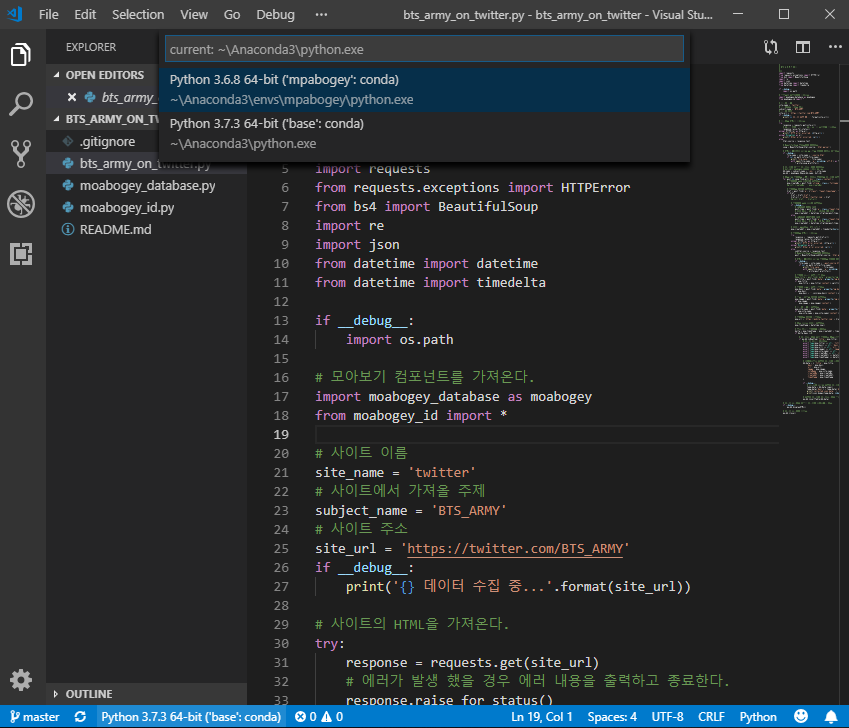 File Edit Selection View Go Debug ••• bts_army_on_twitter.py - bts_army_on_twitter - Visual Stu...
EXPLORER
current: ~\Anaconda3\python.exe
Python 3.6.8 64-bit ('mpabogey': conda)
~\Anaconda3\envs\mpabogey\python.exe
Python 3.7.3 64-bit ('base': conda)
~\Anaconda3\python.exe
OPEN EDITORS
bts_army_
BTS_ARMY_ON_TW
.gitignore
bts_army_on_twitter.py
moabogey_database.py
moabogey_id.py
README.md
OUTLINE
5 import requests
6 from requests.exceptions import HTTPError
7 from bs4 import BeautifulSoup
8 import re
9 import json
10 from datetime import datetime
11 from datetime import timedelta
12
13 if __debug__:
14 import os.path
15
16 # 모아보기 컴포넌트를 가져온다.
17 import moabogey_database as moabogey
18 from moabogey_id import *
19
20 # 사이트 이름
21 site_name = 'twitter'
22 # 사이트에서 가져올 주제
23 subject_name = 'BTS_ARMY'
24 # 사이트 주소
25 site_url = 'https://twitter.com/BTS_ARMY'
26 if __debug__:
27 print('{} 데이터 수집 중...'.format(site_url))
28
29 # 사이트의 HTML을 가져온다.
30 try:
31 response = requests.get(site_url)
32 # 에러가 발생 했을 경우 에러 내용을 출력하고 종료한다.
33 response.raise_for_status()
master Python 3.7.3 64-bit ('base': conda) 0 0 Ln 19, Col 1 Spaces: 4 UTF-8 CRLF Python